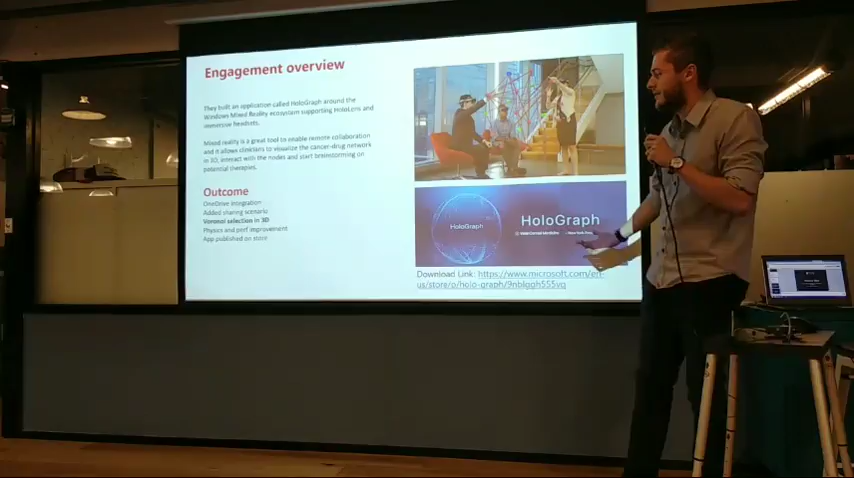 Engagement overview
They built an application called HoloGraph around the
Windows Mixed Reality ecosystem supporting HoloLens and
immersive headsets.
Mixed reality is a great tool to enable remote collaboration
and it allows clinicians to visualize the cancer-drug network
in 3D, interact with the nodes and start brainstorming on
potential therapies.
Outcome
OneDrive integration
Added sharing scenario
Voronoi selection in 3D
Physics and perf improvement
App published on store
HoloGraph
HoloGraph
Download Link: https://www.microsoft.com/en-
us/store/p/holo-graph/9nblggh555vg